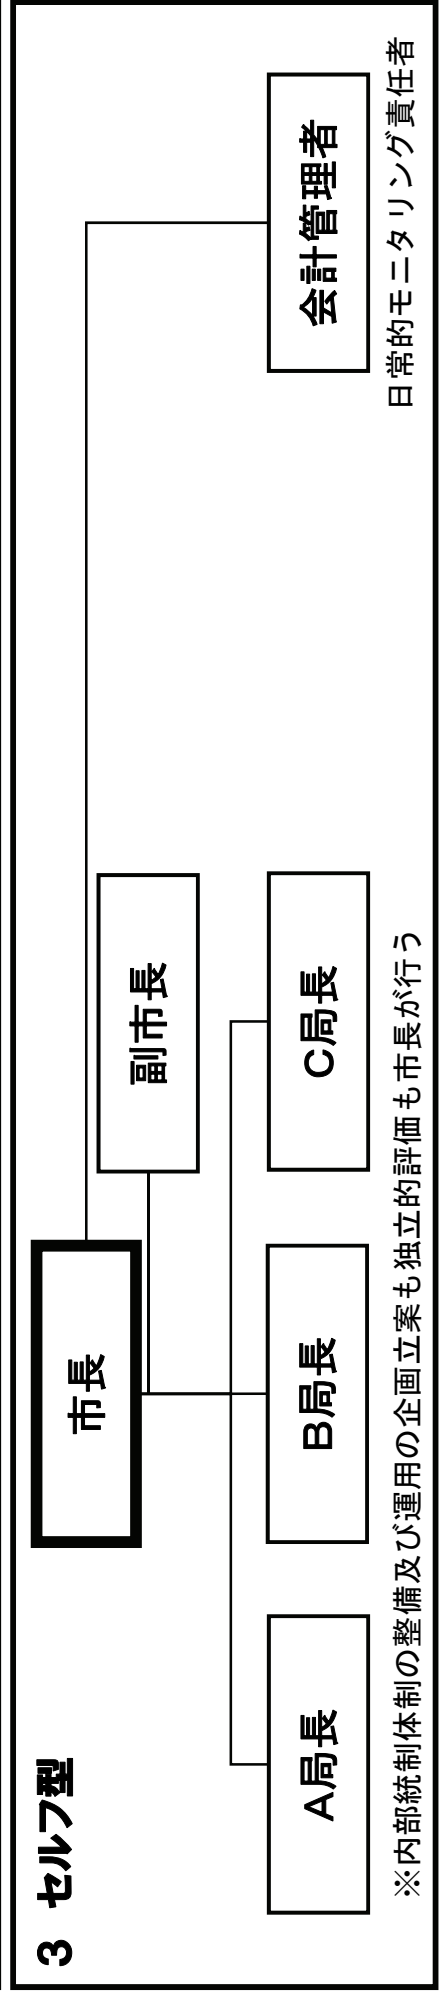 3 セルフ型
市長
副市長
A局長
B局長
C局長
会計管理者
※内部統制体制の整備及び運用の企画立案も独立的評価も市長が行う
日常的モニタリング責任者